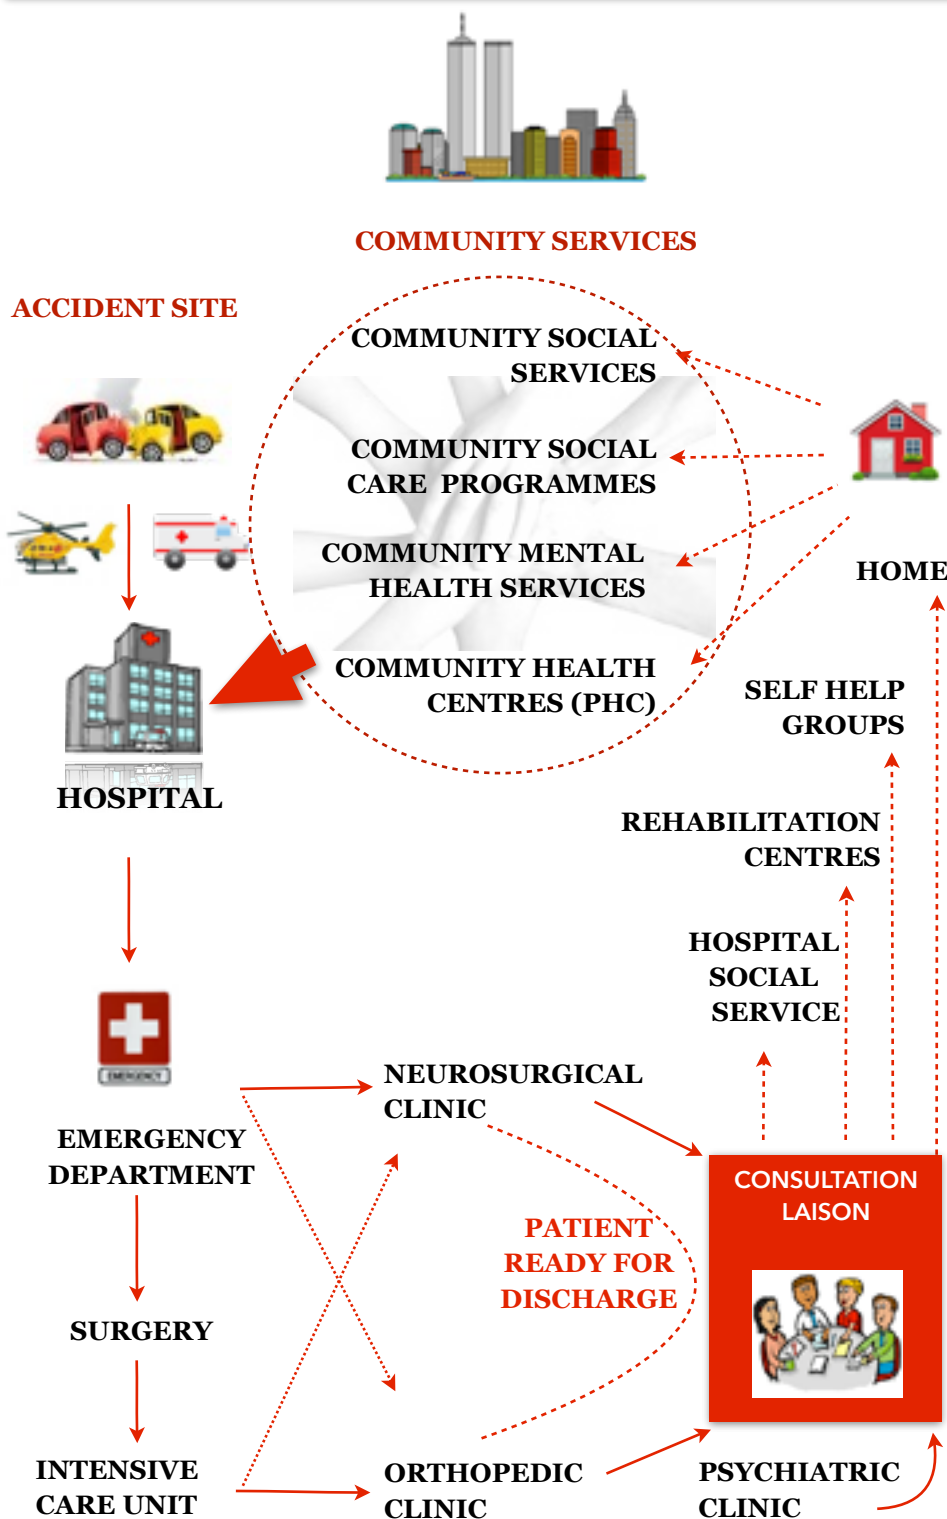 COMMUNITY SERVICES
ACCIDENT SITE
COMMUNITY SOCIAL
SERVICES
COMMUNITY SOCIAL
CARE PROGRAMMES
COMMUNITY MENTAL
HEALTH SERVICES
COMMUNITY HEALTH
CENTRES (PHC)
HOME
SELF HELP
GROUPS
HOSPITAL
REHABILITATION
CENTRES
HOSPITAL
SOCIAL
SERVICE
EMERGENCY
NEUROSURGICAL
CLINIC
EMERGENCY
DEPARTMENT
CONSULTATION
LAISON
PATIENT
READY FOR
DISCHARGE
SURGERY
INTENSIVE
CARE UNIT
ORTHOPEDIC
CLINIC
PSYCHIATRIC
CLINIC